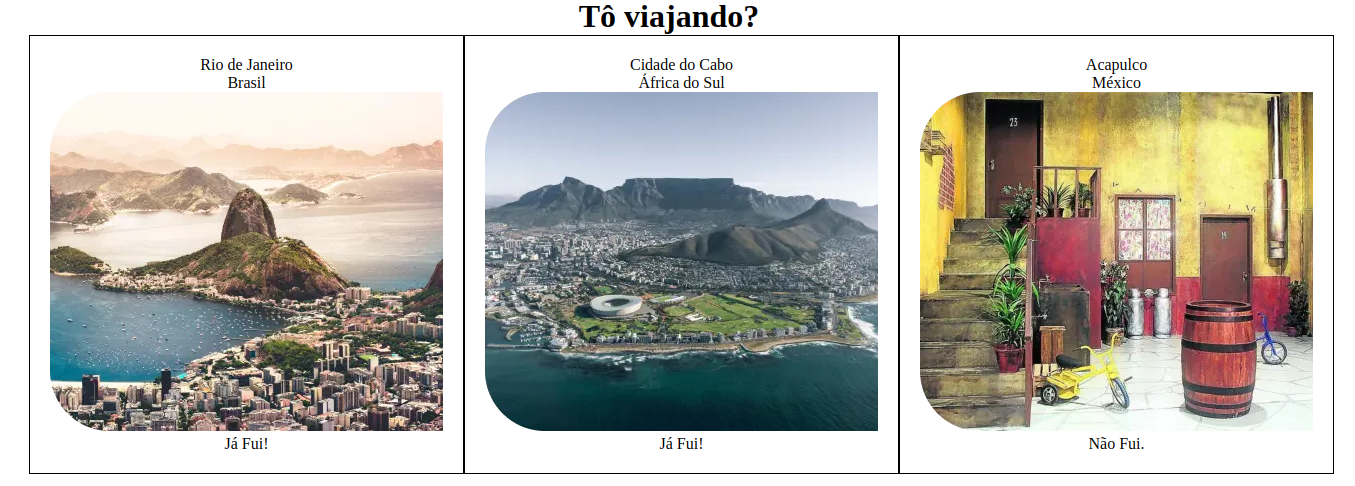 Tô viajando?
Rio de Janeiro
Brasil
Já Fui!
Cidade do Cabo
África do Sul
Já Fui!
Acapulco
México
23
Não Fui.